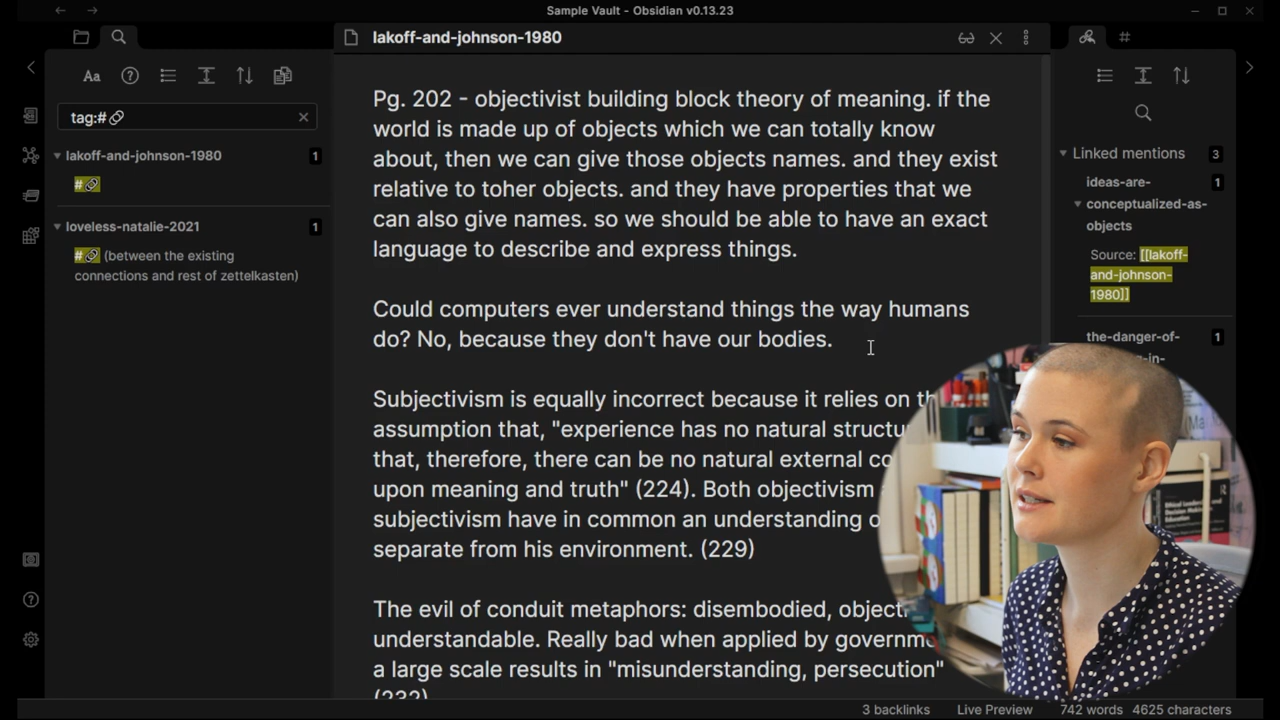 Sample Vault - Obsidian v0.13.23
lakoff-and-johnson-1980
Aa
tag:#🔗
lakoff-and-johnson-1980 1
#🔗
loveless-natalie-2021 1
#🔗 (between the existing
connections and rest of zettelkasten)
Pg. 202 - objectivist building block theory of meaning. if the
world is made up of objects which we can totally know
about, then we can give those objects names. and they exist
relative to toher objects. and they have properties that we
can also give names. so we should be able to have an exact
language to describe and express things.
Could computers ever understand things the way humans
do? No, because they don't have our bodies.
Subjectivism is equally incorrect because it relies on
assumption that, "experience has no natural
that, therefore, there can be no natural external
upon meaning and truth" (224). Both objectivism
subjectivism have in common an understanding
separate from his environment. (229)
The evil of conduit metaphors: disembodied,
understandable. Really bad when applied by
a large scale results in "misunderstanding, persecution"
(232)
Linked mentions 3
ideas-are- 1
conceptualized-as-
objects
Source: [[lakoff-
and-johnson-
1980]]
the-danger-of- 1
Ethical Leadership and
Decision Making in
Education
3 backlinks Live Preview 742 words 4625 characters